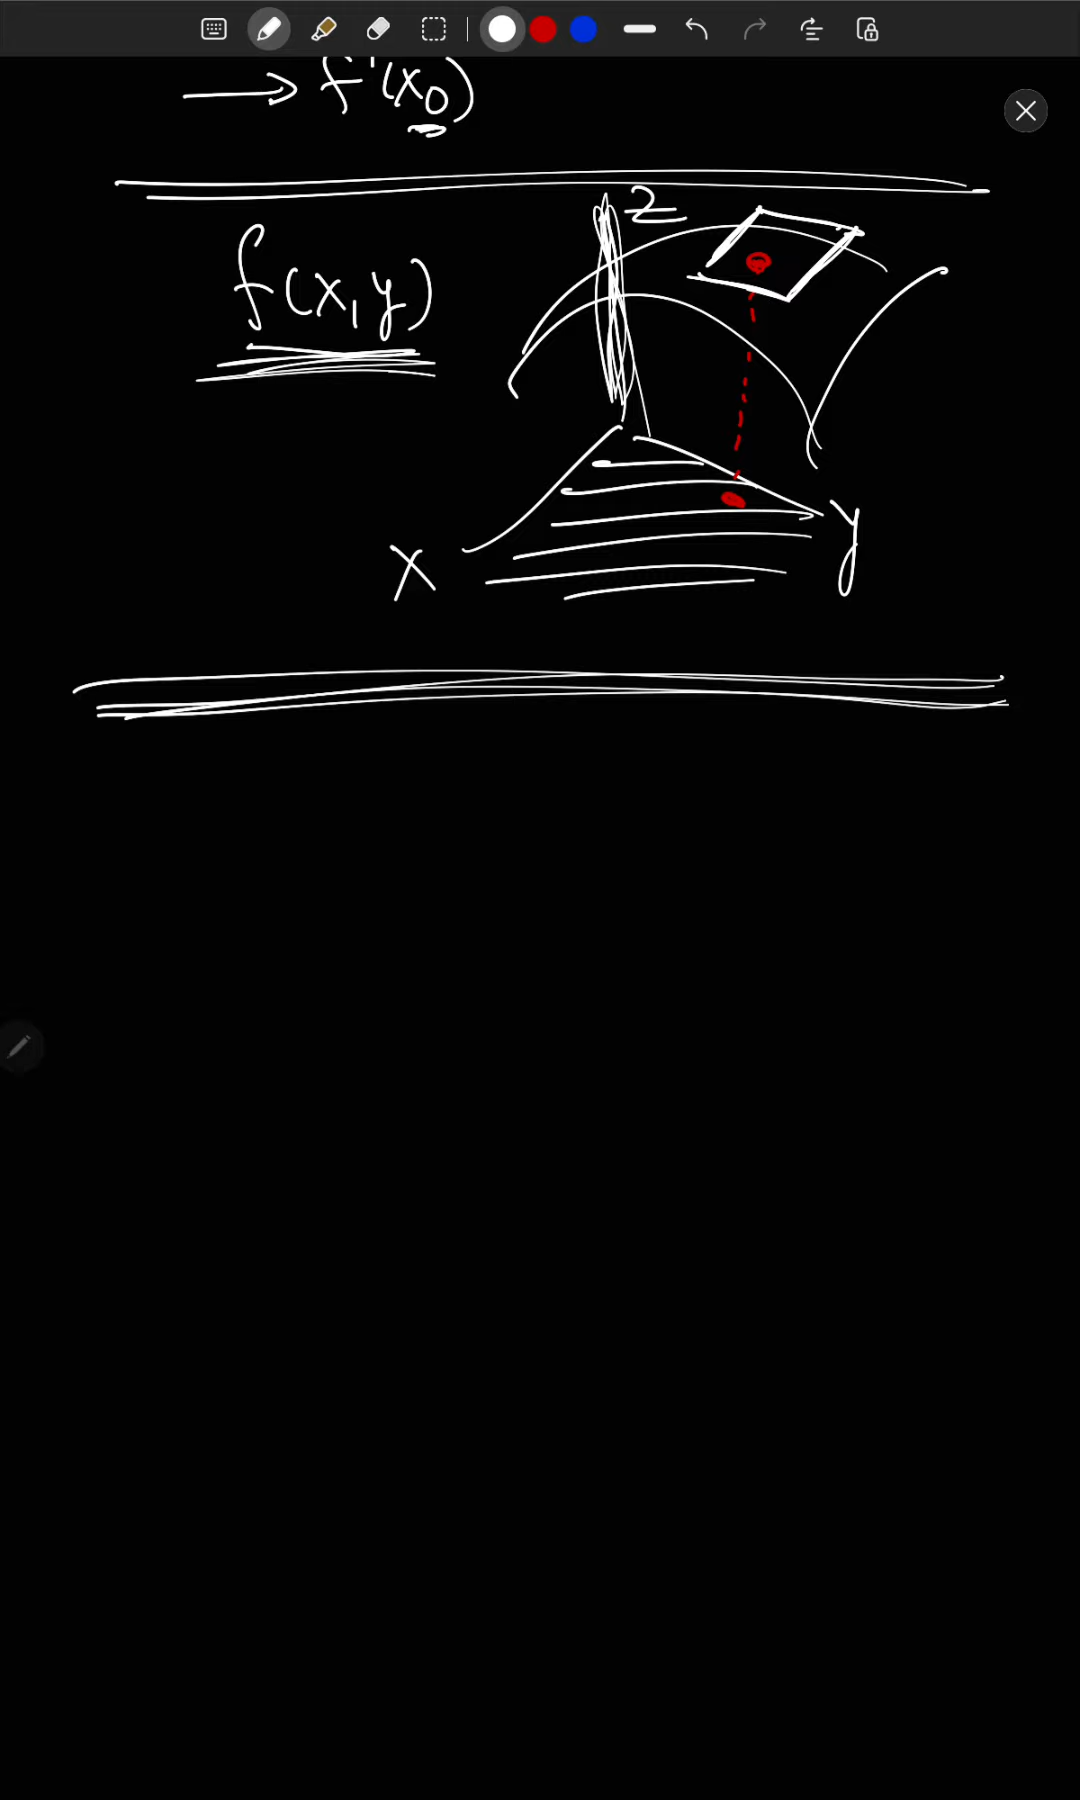 → f'(x₀)
z
f(x,y)
x
y